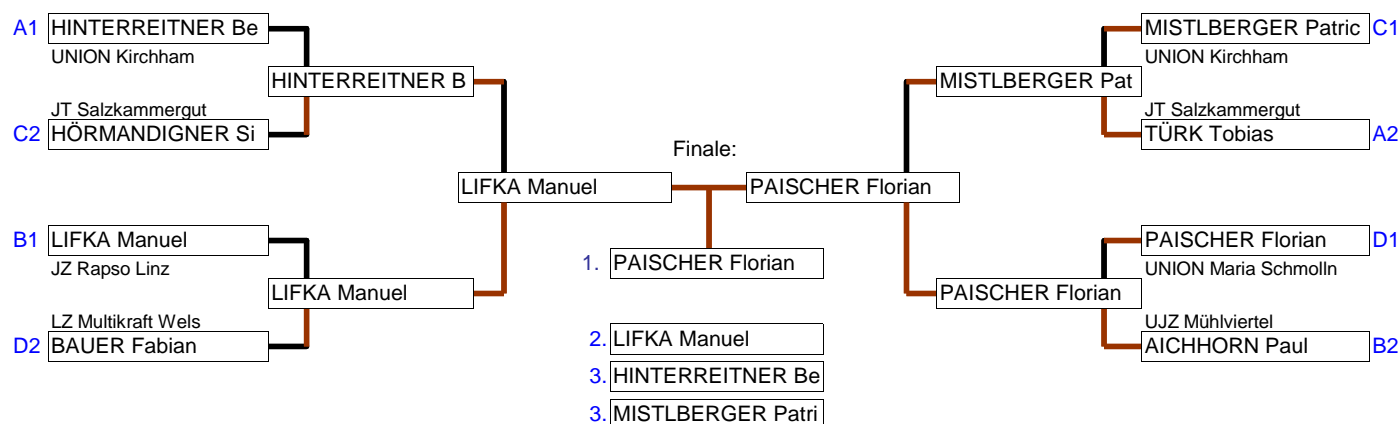 A1 HINTERREITNER Be
UNION Kirchham
HINTERREITNER B
JT Salzkammergut
C2 HÖRMANDIGNER Si
LIFKA Manuel
B1 LIFKA Manuel
JZ Rapso Linz
LIFKA Manuel
LZ Multikraft Wels
D2 BAUER Fabian
Finale:
1. PAISCHER Florian
2. LIFKA Manuel
3. HINTERREITNER Be
3. MISTLBERGER Patri
MISTLBERGER Patric C1
UNION Kirchham
MISTLBERGER Pat
JT Salzkammergut
TÜRK Tobias A2
PAISCHER Florian
PAISCHER Florian D1
UNION Maria Schmolln
PAISCHER Florian
UJZ Mühlviertel
AICHHORN Paul B2